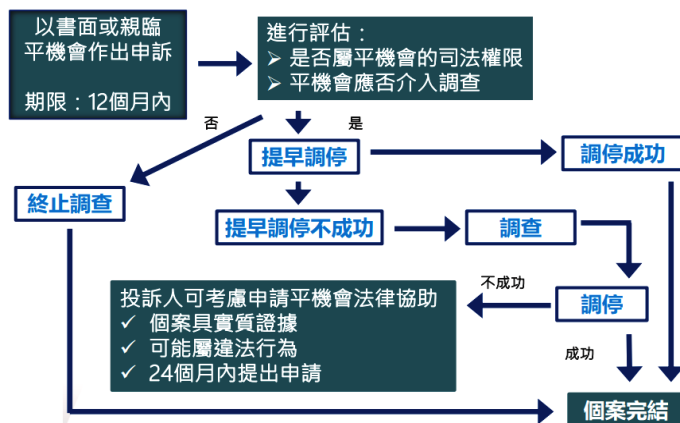 以書面或親臨
平機會作出申訴
期限：12個月內
進行評估：
➢ 是否屬平機會的司法權限
➢ 平機會應否介入調查
否
是
提早調停
調停成功
終止調查
提早調停不成功
調查
不成功
調停
投訴人可考慮申請平機會法律協助
✓ 個案具實質證據
✓ 可能屬違法行為
✓ 24個月內提出申請
成功
個案完結